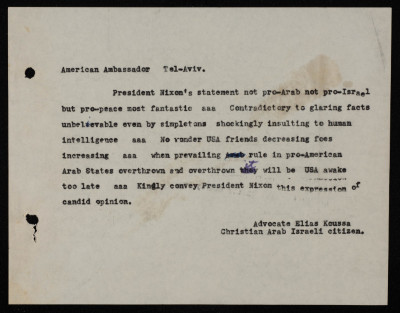 American Ambassador Tel-Aviv.
President Nixon's statement not pro-Arab not pro-Israel
but pro-peace most fantastic aaa Contradictory to glaring facts
unbelievable even by simpletons shockingly insulting to human
intelligence aaa No wonder USA friends decreasing foes
increasing aaa when prevailing rule in pro-American
Arab States overthrown and overthrown it will be USA awake
too late aaa Kingly convey President Nixon this expression of
candid opinion.
Advocate Elias Koussa
Christian Arab Israeli citizen.